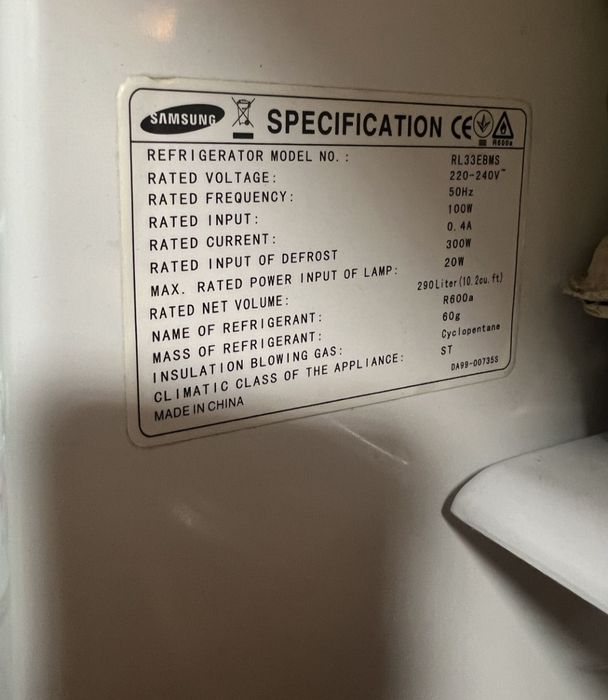 SAMSUNG SPECIFICATION CE R600a
REFRIGERATOR MODEL NO.: RL33EBMS
RATED VOLTAGE: 220-240V~
RATED FREQUENCY: 50Hz
RATED INPUT: 100W
RATED CURRENT: 0.4A
RATED INPUT OF DEFROST 300W
MAX. RATED POWER INPUT OF LAMP: 20W
RATED NET VOLUME: 290Liter(10.2cu.ft)
NAME OF REFRIGERANT: R600a
MASS OF REFRIGERANT: 60g
INSULATION BLOWING GAS: Cyclopentane
CLIMATIC CLASS OF THE APPLIANCE: ST
MADE IN CHINA DA99-00735S